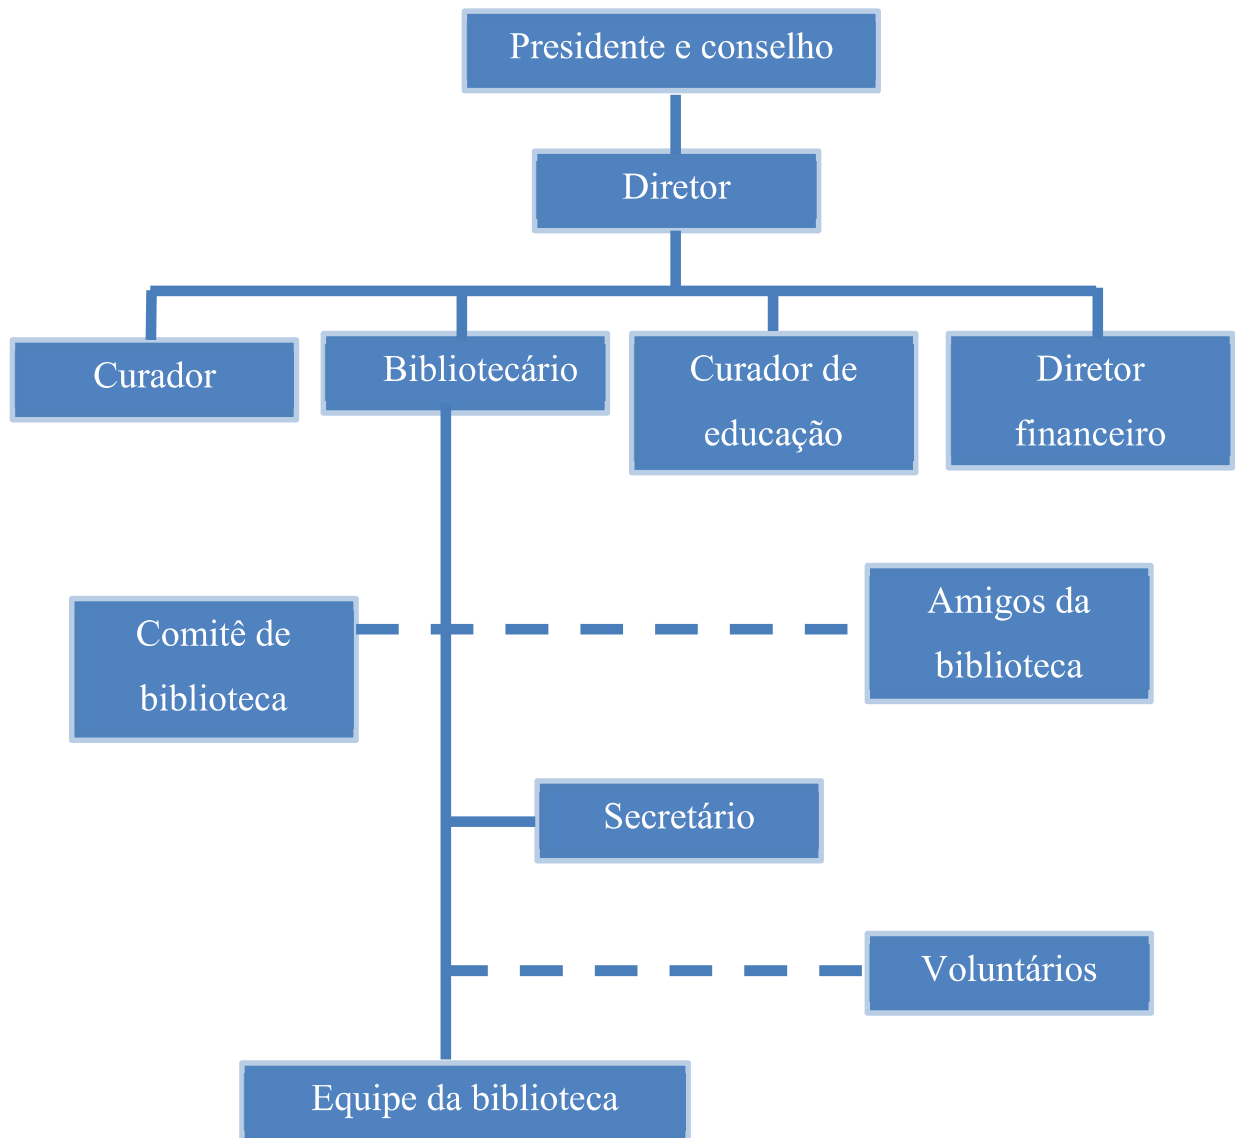 Presidente e conselho
Diretor
Curador
Bibliotecário
Curador de
educação
Diretor
financeiro
Comitê de
biblioteca
Amigos da
biblioteca
Secretário
Voluntários
Equipe da biblioteca